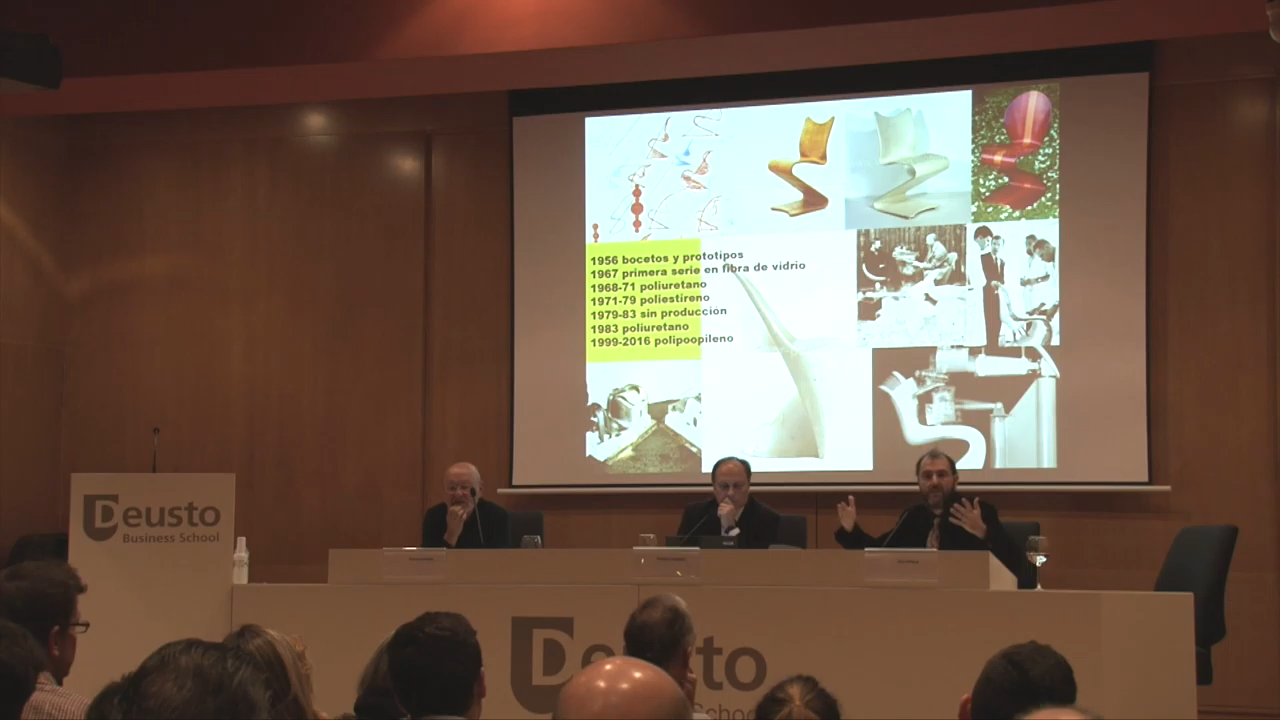 1956 bocetos y prototipos
1967 primera serie en fibra de vidrio
1968-71 poliuretano
1971-79 poliestireno
1979-83 sin producción
1983 poliuretano
1999-2016 polipoopileno
Deusto
Business School
Deusto